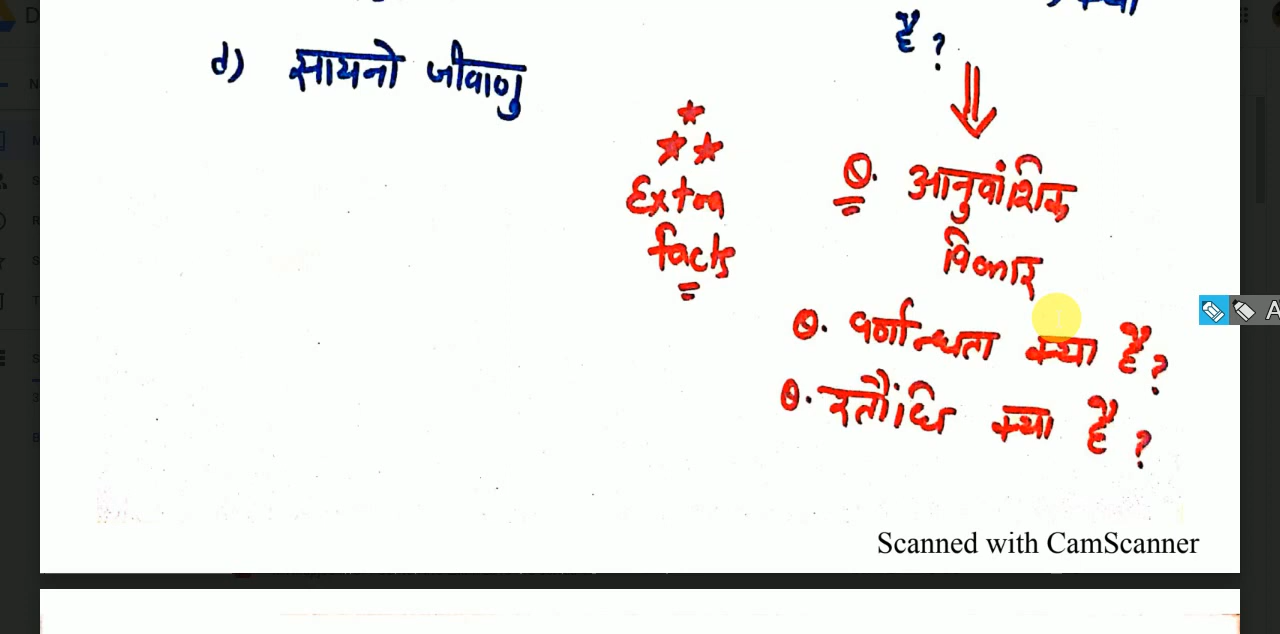 है ?
d) सायनो जीवाणु
Extra
facts
Q. आनुवांशिक
विकार
Q. वर्णान्धता क्या है ?
Q. रतौंधि क्या है ?
Scanned with CamScanner